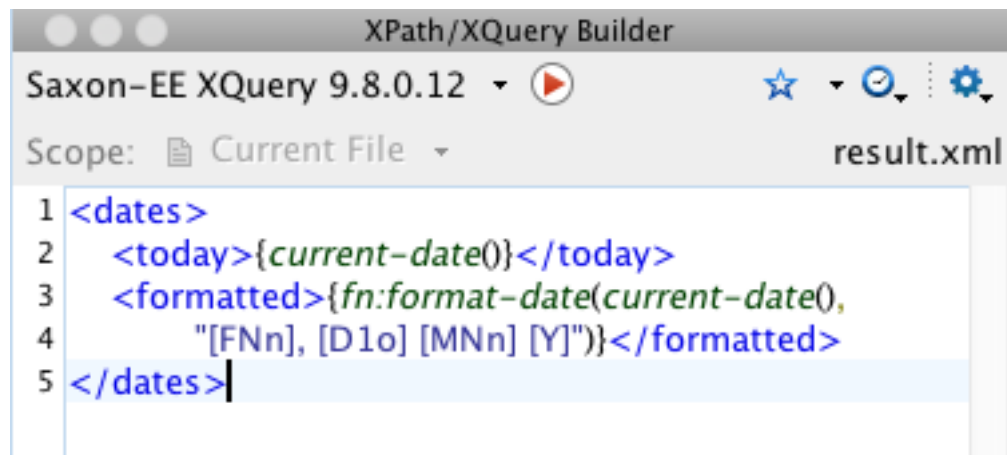 XPath/XQuery Builder
Saxon-EE XQuery 9.8.0.12
Scope: Current File result.xml
1 <dates>
2 <today>{current-date()}</today>
3 <formatted>{fn:format-date(current-date(),
4 "[FNn], [D1o] [MNn] [Y]")}</formatted>
5 </dates>